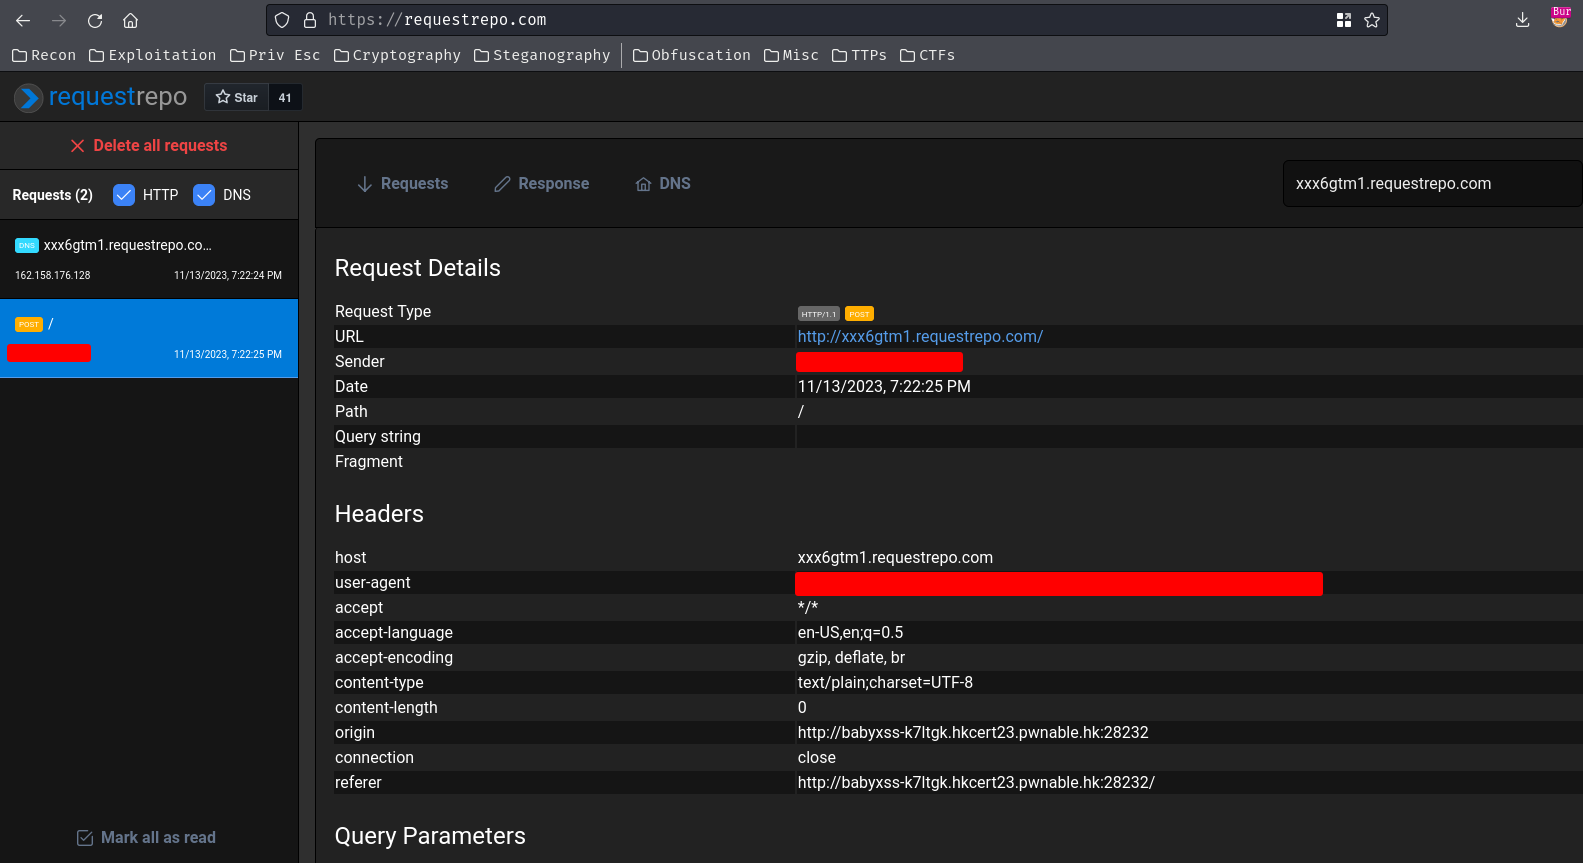 https://requestrepo.com
Bur
Recon Exploitation Priv Esc Cryptography Steganography Obfuscation Misc TTPs CTFs
requestrepo Star 41
Delete all requests
Requests (2) HTTP DNS
DNS xxx6gtm1.requestrepo.co...
162.158.176.128 11/13/2023, 7:22:24 PM
POST /
11/13/2023, 7:22:25 PM
Mark all as read
Requests Response DNS xxx6gtm1.requestrepo.com
Request Details
Request Type HTTP/1.1 POST
URL http://xxx6gtm1.requestrepo.com/
Sender
Date 11/13/2023, 7:22:25 PM
Path /
Query string
Fragment
Headers
host xxx6gtm1.requestrepo.com
user-agent
accept */*
accept-language en-US,en;q=0.5
accept-encoding gzip, deflate, br
content-type text/plain;charset=UTF-8
content-length 0
origin http://babyxss-k7ltgk.hkcert23.pwnable.hk:28232
connection close
referer http://babyxss-k7ltgk.hkcert23.pwnable.hk:28232/
Query Parameters